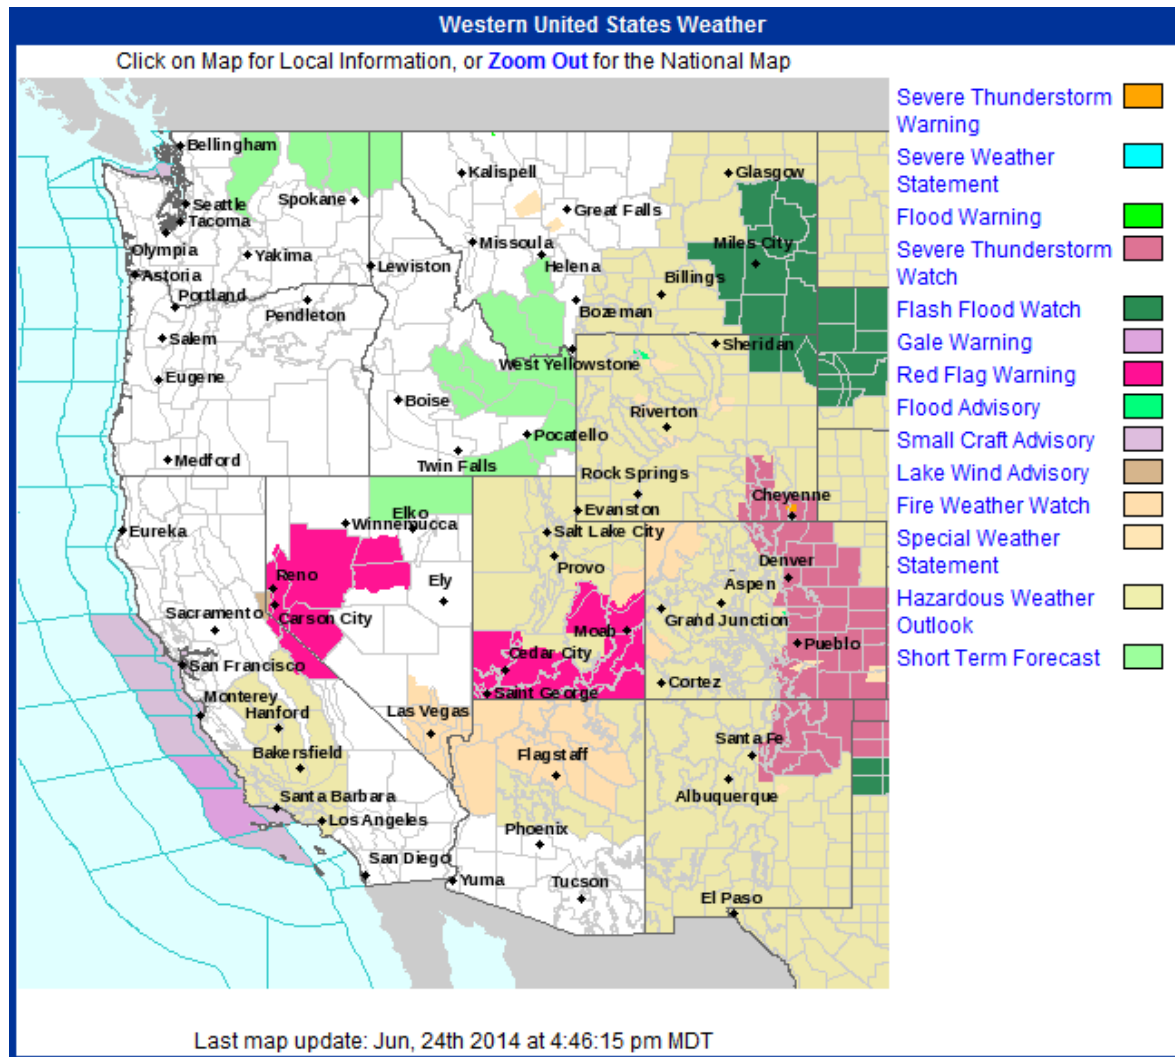 Western United States Weather
Click on Map for Local Information, or Zoom Out for the National Map
Bellingham
Seattle
Tacoma
Olympia
Spokane
Yakima
Astoria
Portland
Pendleton
Lewiston
Salem
Eugene
Medford
Kalispell
Great Falls
Missoula
Helena
Bozeman
Glasgow
Miles City
Billings
West Yellowstone
Sheridan
Boise
Pocatello
Twin Falls
Riverton
Rock Springs
Cheyenne
Evanston
Eureka
Winnemucca
Elko
Salt Lake City
Provo
Denver
Reno
Ely
Aspen
Sacramento
Carson City
Grand Junction
Moab
Pueblo
San Francisco
Cedar City
Saint George
Cortez
Monterey
Hanford
Las Vegas
Bakersfield
Flagstaff
Santa Fe
Albuquerque
Santa Barbara
Los Angeles
Phoenix
San Diego
Yuma
Tucson
El Paso
Severe Thunderstorm
Warning
Severe Weather
Statement
Flood Warning
Severe Thunderstorm
Watch
Flash Flood Watch
Gale Warning
Red Flag Warning
Flood Advisory
Small Craft Advisory
Lake Wind Advisory
Fire Weather Watch
Special Weather
Statement
Hazardous Weather
Outlook
Short Term Forecast
Last map update: Jun, 24th 2014 at 4:46:15 pm MDT